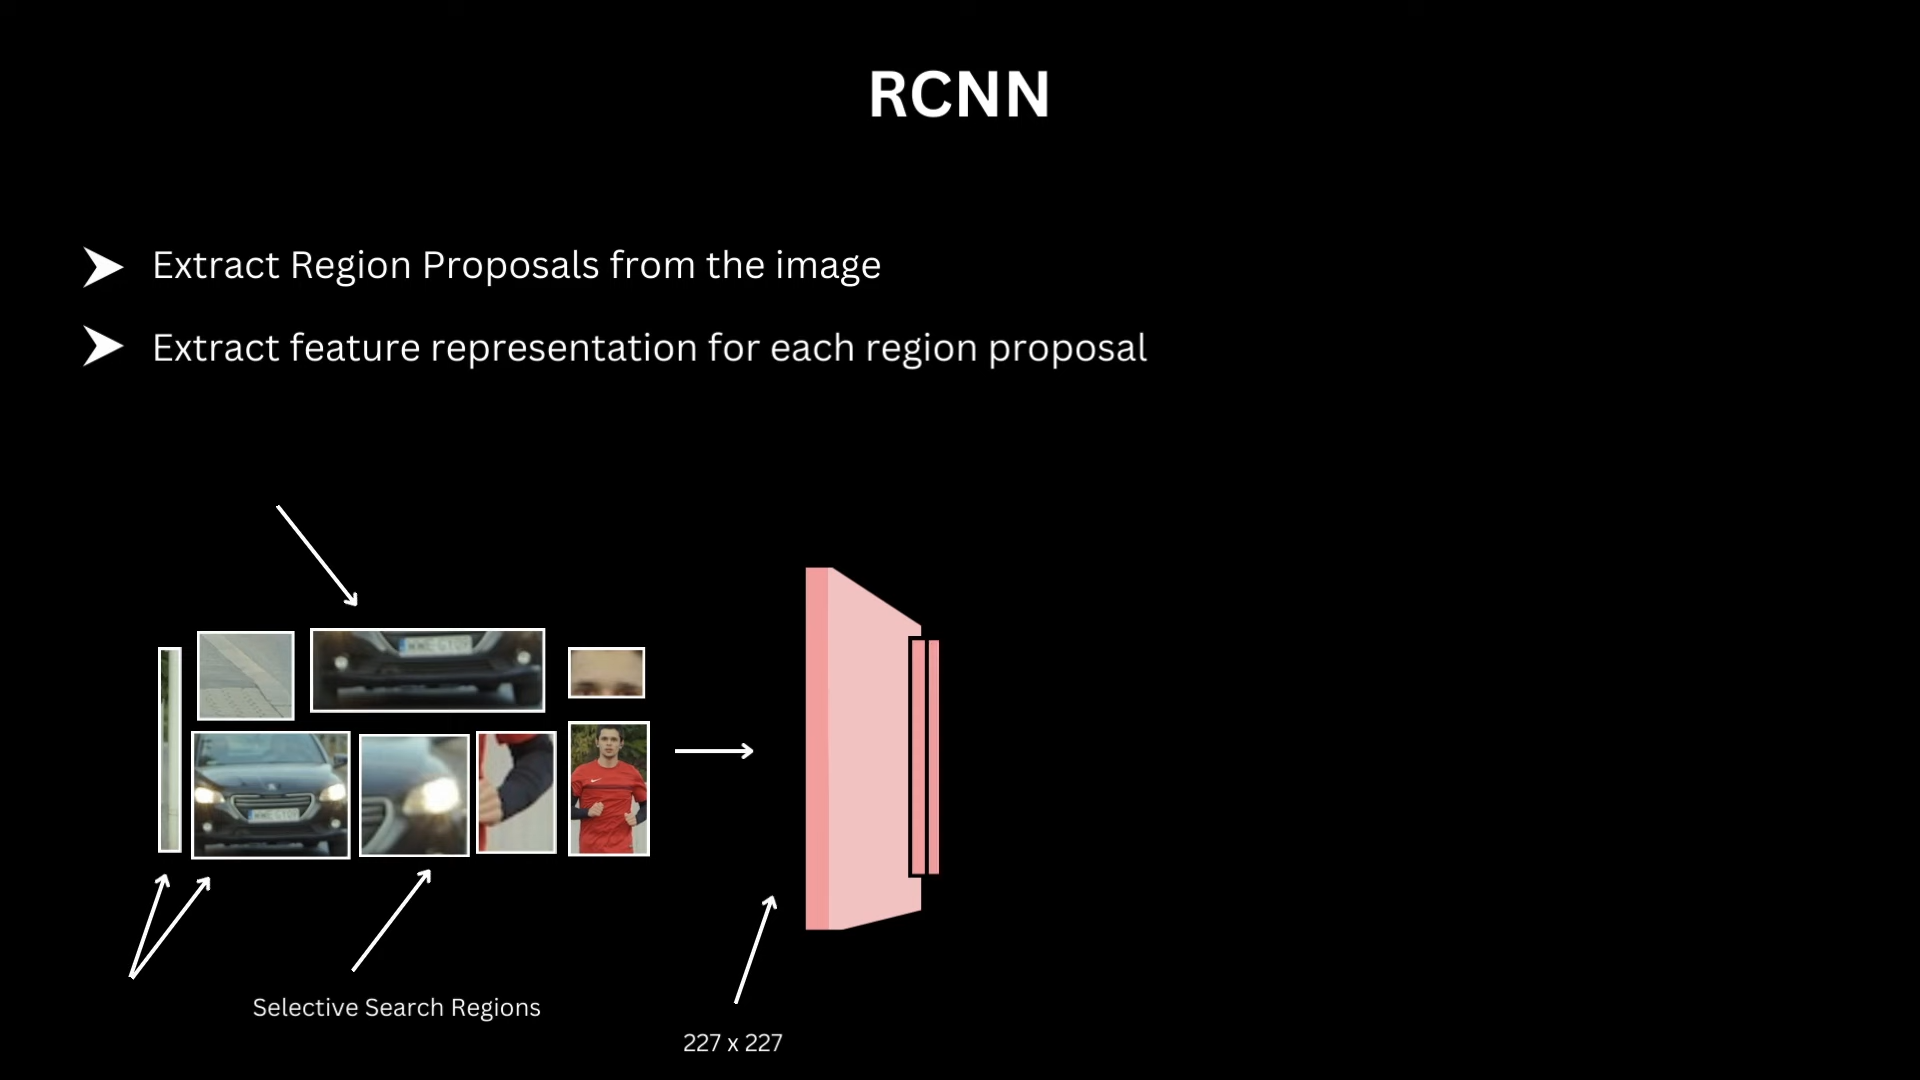 RCNN
Extract Region Proposals from the image
Extract feature representation for each region proposal
Selective Search Regions
227 x 227